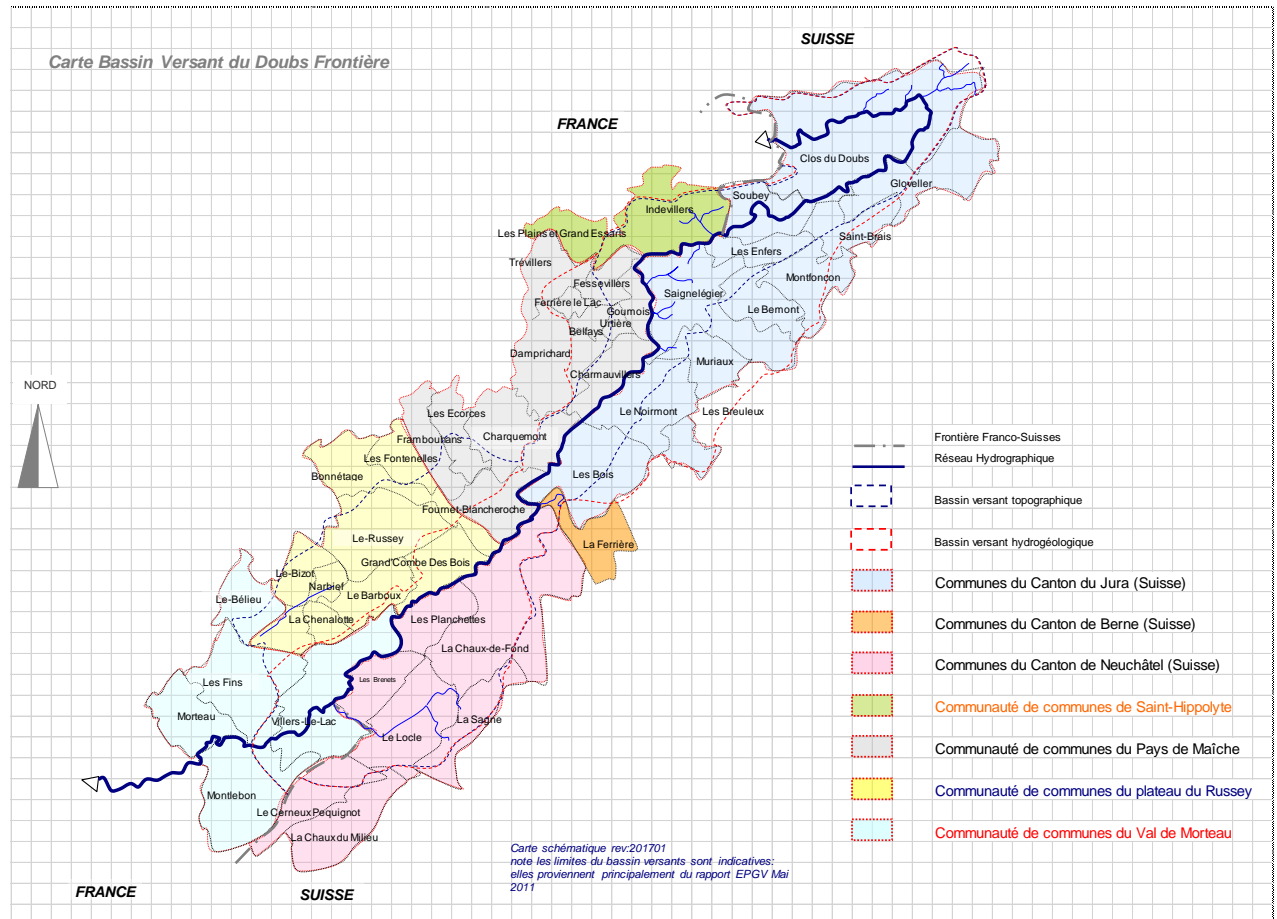 SUISSE
Carte Bassin Versant du Doubs Frontière
FRANCE
Clos du Doubs
Glovelier
Soubey
Indevillers
Les Plains et Grand Essarts
Saint-Brais
Les Enfers
Trévillers
Montfonçon
Fessevillers
Saignelégier
Ferrière le Lac
Goumois
Le Bemont
Urtière
Belfays
Damprichard
Muriaux
Charmauvillers
NORD
Les Ecorces
Le Noirmont
Les Breuleux
Frambouhans
Charquemont
Les Fontenelles
Bonnétage
Les Bois
Fournet-Blancheroche
Le-Russey
La Ferrière
Grand'Combe Des Bois
Le-Bizot
Narbief
Le-Bélieu
Le Barboux
La Chenalotte
Les Planchettes
La Chaux-de-Fond
Les Fins
Les Brenets
Morteau
Villers-Le-Lac
La Sagne
Le Locle
Montlebon
Le Cerneux Pequignot
La Chaux du Milieu
Frontière Franco-Suisses
Réseau Hydrographique
Bassin versant topographique
Bassin versant hydrogéologique
Communes du Canton du Jura (Suisse)
Communes du Canton de Berne (Suisse)
Communes du Canton de Neuchâtel (Suisse)
Communauté de communes de Saint-Hippolyte
Communauté de communes du Pays de Maîche
Communauté de communes du plateau du Russey
Communauté de communes du Val de Morteau
Carte schématique rev:201701
note les limites du bassin versants sont indicatives:
elles proviennent principalement du rapport EPGV Mai
2011
FRANCE
SUISSE